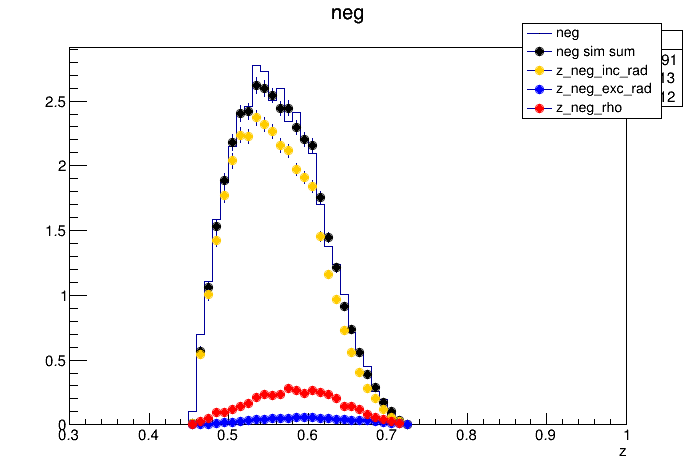 neg
neg
neg sim sum
z_neg_inc_rad
z_neg_exc_rad
z_neg_rho
91
13
12
2.5
2
1.5
1
0.5
0
0.3
0.4
0.5
0.6
0.7
0.8
0.9
1
z